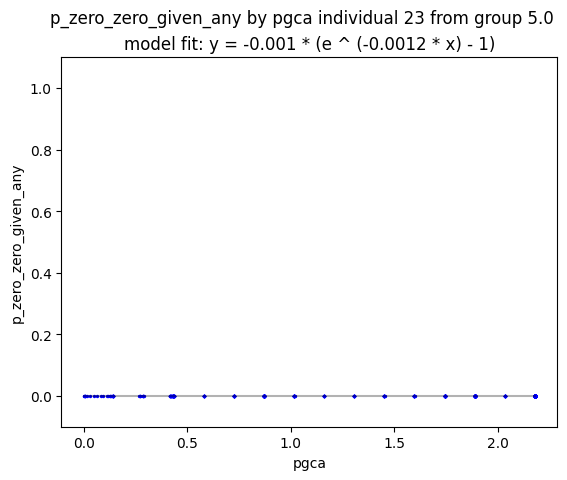 p_zero_zero_given_any by pgca individual 23 from group 5.0
model fit: y = -0.001 * (e ^ (-0.0012 * x) - 1)
1.0
0.8
0.6
0.4
0.2
0.0
p_zero_zero_given_any
0.0 0.5 1.0 1.5 2.0
pgca